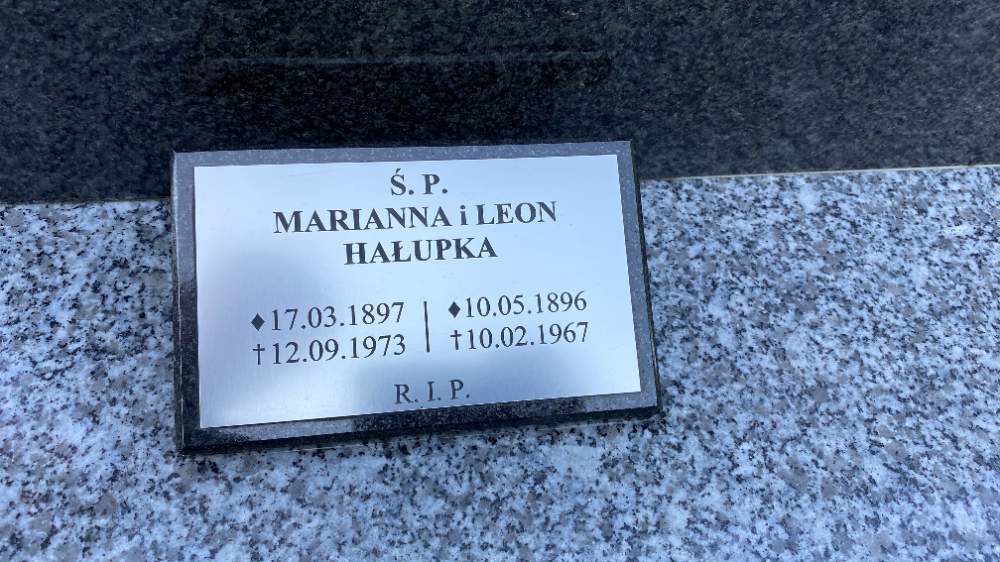 Ś. P.
MARIANNA i LEON
HAŁUPKA
♦17.03.1897 | ♦10.05.1896
†12.09.1973 | †10.02.1967
R. I. P.